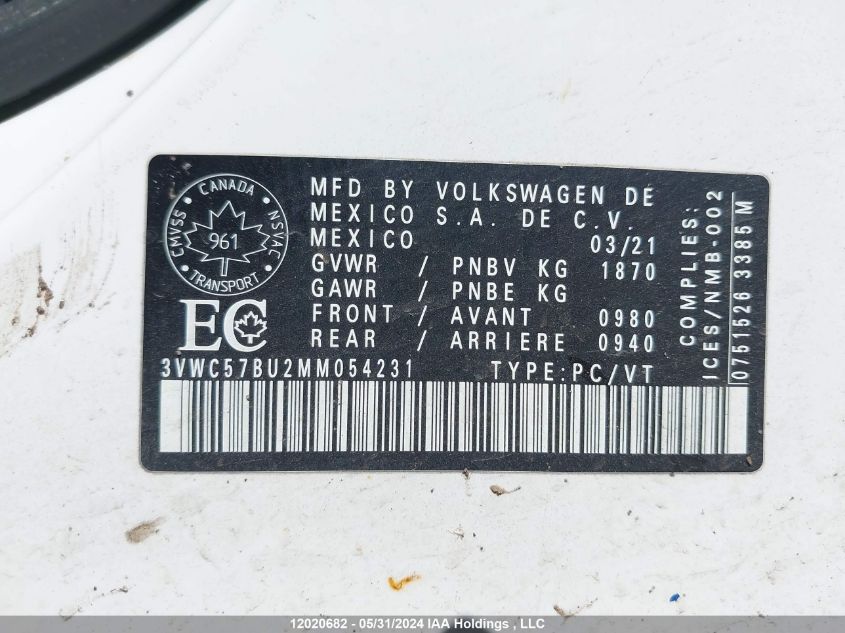 CANADA
CMVSS
NSVAC
961
TRANSPORT
EC
MFD BY VOLKSWAGEN DE
MEXICO S.A. DE C.V.
MEXICO 03/21
GVWR / PNBV KG 1870
GAWR / PNBE KG
FRONT / AVANT 0980
REAR / ARRIERE 0940
3VWC57BU2MM054231 TYPE:PC/VT
COMPLIES:
ICES/NMB-002
0751526 3385 M
12020682 - 05/31/2024 IAA Holdings , LLC